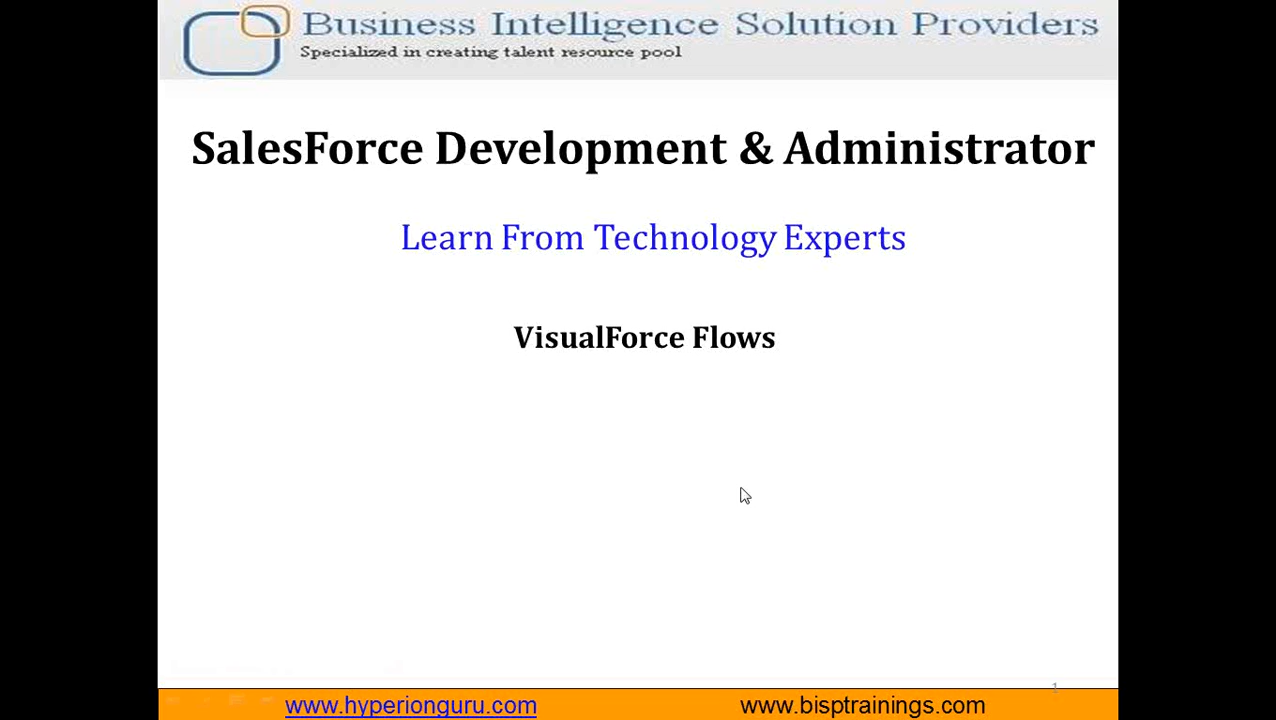 Business Intelligence Solution Providers
Specialized in creating talent resource pool
SalesForce Development & Administrator
Learn From Technology Experts
VisualForce Flows
1
www.hyperionguru.com www.bisptrainings.com